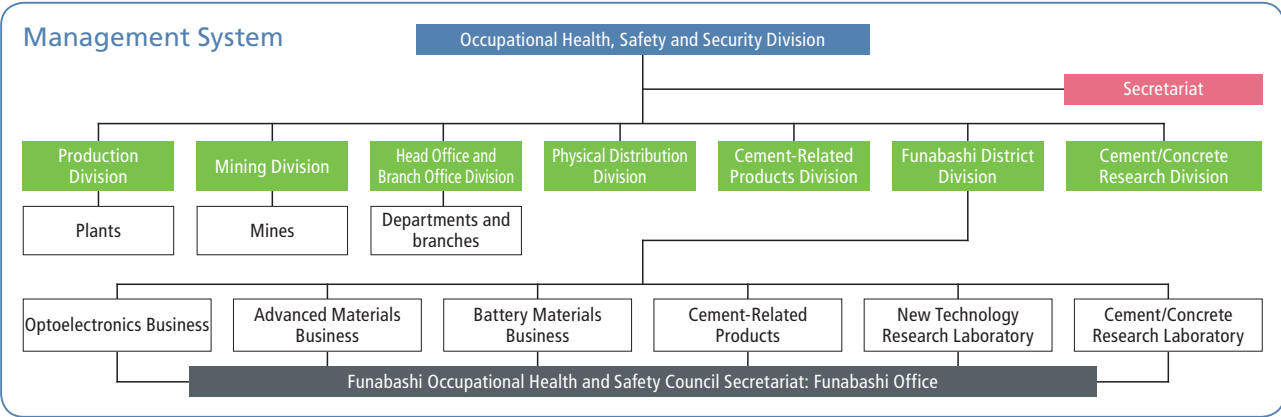 Management System
Occupational Health, Safety and Security Division
Secretariat
Production
Division
Mining Division
Head Office and
Branch Office Division
Physical Distribution
Division
Cement-Related
Products Division
Funabashi District
Division
Cement/Concrete
Research Division
Plants
Mines
Departments and
branches
Optoelectronics Business
Advanced Materials
Business
Battery Materials
Business
Cement-Related
Products
New Technology
Research Laboratory
Cement/Concrete
Research Laboratory
Funabashi Occupational Health and Safety Council Secretariat: Funabashi Office